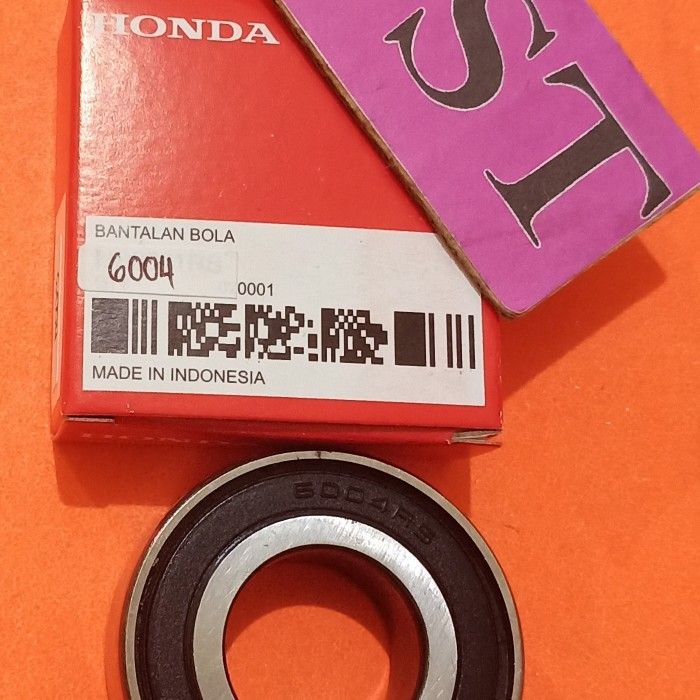 HONDA
ST
BANTALAN BOLA
6004
0001
MADE IN INDONESIA
6004RS